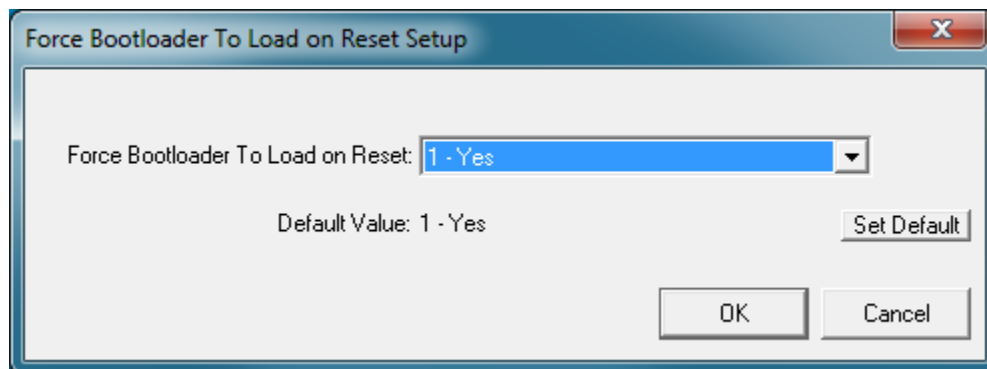 Force Bootloader To Load on Reset Setup
Force Bootloader To Load on Reset: 1 - Yes
Default Value: 1 - Yes
Set Default
OK
Cancel